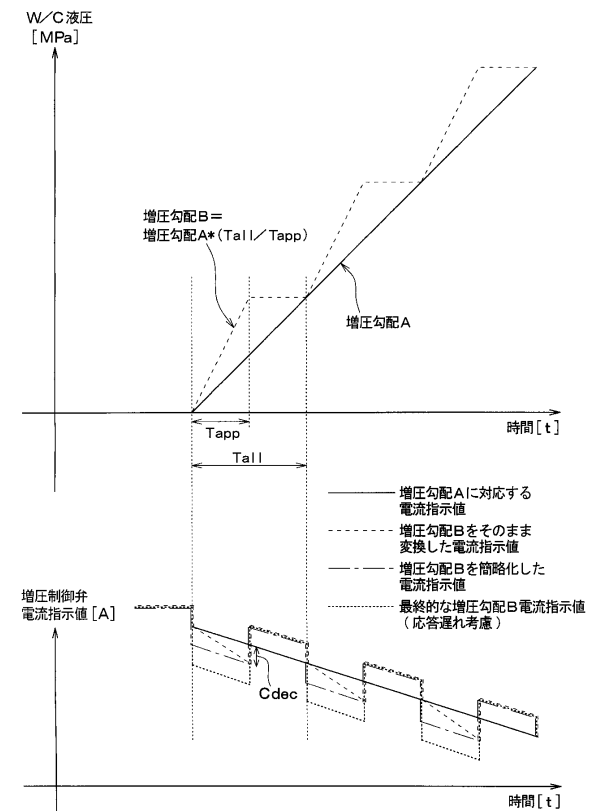 W/C液圧
[MPa]
増圧勾配B=
増圧勾配A*(Tall/Tapp)
増圧勾配A
時間[t]
Tapp
Tall
増圧勾配Aに対応する
電流指示値
増圧勾配Bをそのまま
変換した電流指示値
増圧勾配Bを簡略化した
電流指示値
最終的な増圧勾配B電流指示値
(応答遅れ考慮)
増圧制御弁
電流指示値[A]
Cdec
時間[t]